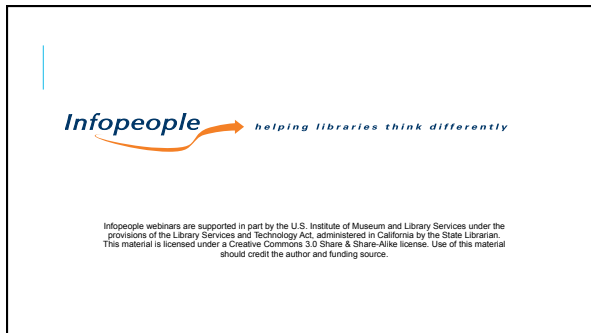 Infopeople helping libraries think differently
Infopeople webinars are supported in part by the U.S. Institute of Museum and Library Services under the
provisions of the Library Services and Technology Act, administered in California by the State Librarian.
This material is licensed under a Creative Commons 3.0 Share & Share-Alike license. Use of this material
should credit the author and funding source.